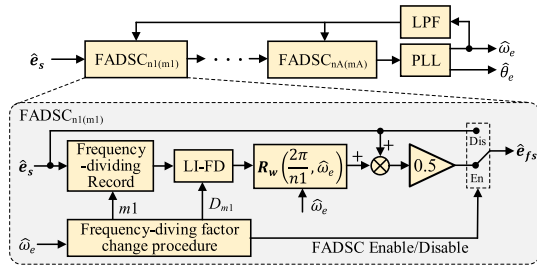 LPF
ê_s
FADSC_n1(m1)
· · · ·
FADSC_nA(mA)
PLL
ω̂_e
θ̂_e
FADSC_n1(m1)
ê_s
Frequency
-dividing
Record
LI-FD
R_w(2π/n1, ω̂_e)
+
+
0.5
Dis
En
ê_fs
m1
D_m1
ω̂_e
ω̂_e
Frequency-diving factor
change procedure
FADSC Enable/Disable